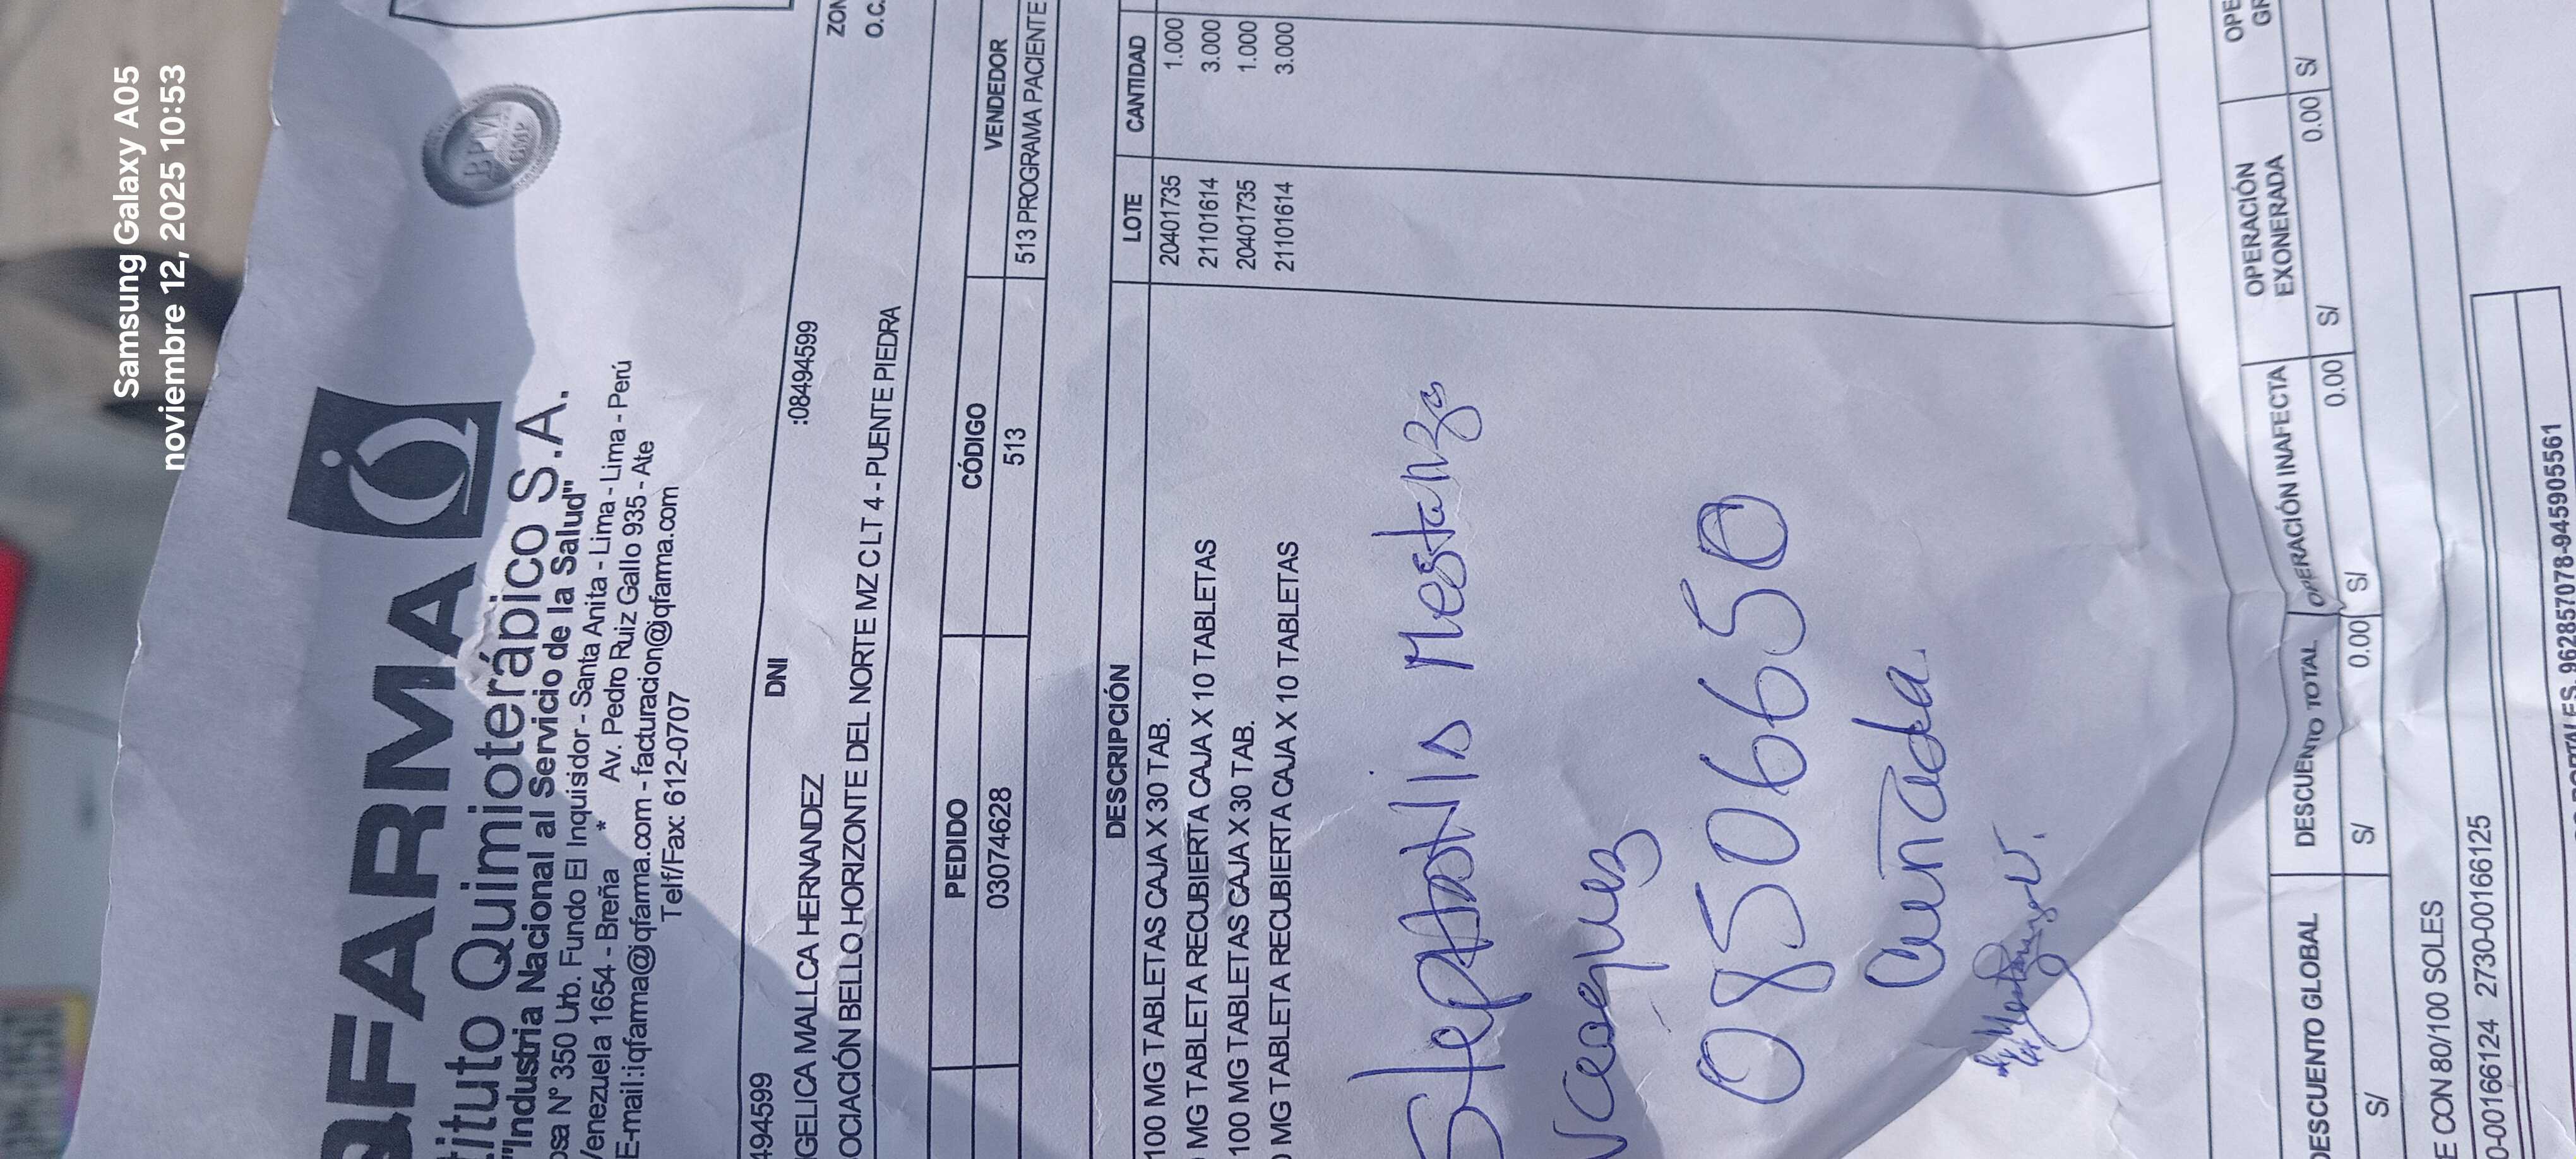 Samsung Galaxy A05
noviembre 12, 2025 10:53
QFARMA
tituto Quimioterápico S.A.
"Industria Nacional al Servicio de la Salud"
osa N° 350 Urb. Fundo El Inquisidor - Santa Anita - Lima - Lima - Perú
Venezuela 1654 - Breña * Av. Pedro Ruiz Gallo 935 - Ate
E-mail:iqfarma@iqfarma.com - facturacion@iqfarma.com
Telf/Fax: 612-0707
494599 DNI :08494599
GELICA MALLCA HERNANDEZ ZON
OCIACIÓN BELLO HORIZONTE DEL NORTE MZ C LT 4 - PUENTE PIEDRA O.C.
PEDIDO CÓDIGO VENDEDOR
03074628 513 513 PROGRAMA PACIENTE
DESCRIPCIÓN LOTE CANTIDAD
100 MG TABLETAS CAJA X 30 TAB. 20401735 1.000
MG TABLETA RECUBIERTA CAJA X 10 TABLETAS 21101614 3.000
100 MG TABLETAS CAJA X 30 TAB. 20401735 1.000
MG TABLETA RECUBIERTA CAJA X 10 TABLETAS 21101614 3.000
Mestanza
08506650
Cuñada
DESCUENTO GLOBAL DESCUENTO TOTAL OPERACIÓN INAFECTA OPERACIÓN EXONERADA OPE GR
S/ S/ 0.00 S/ 0.00 S/ 0.00 S/
E CON 80/100 SOLES
0-00166124 2730-00166125
962857078-945905561